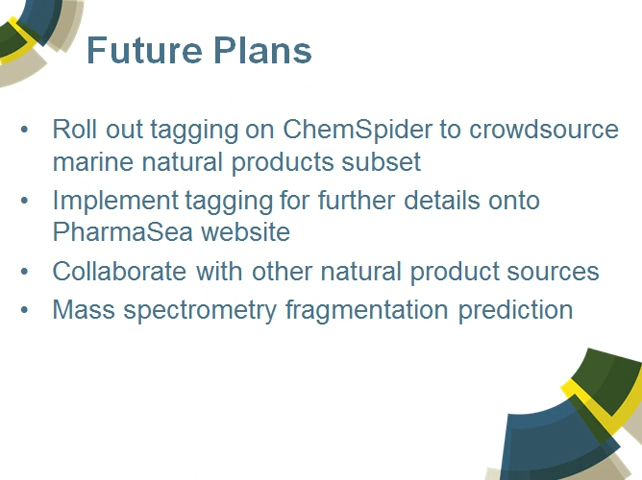 Future Plans
• Roll out tagging on ChemSpider to crowdsource
marine natural products subset
• Implement tagging for further details onto
PharmaSea website
• Collaborate with other natural product sources
• Mass spectrometry fragmentation prediction